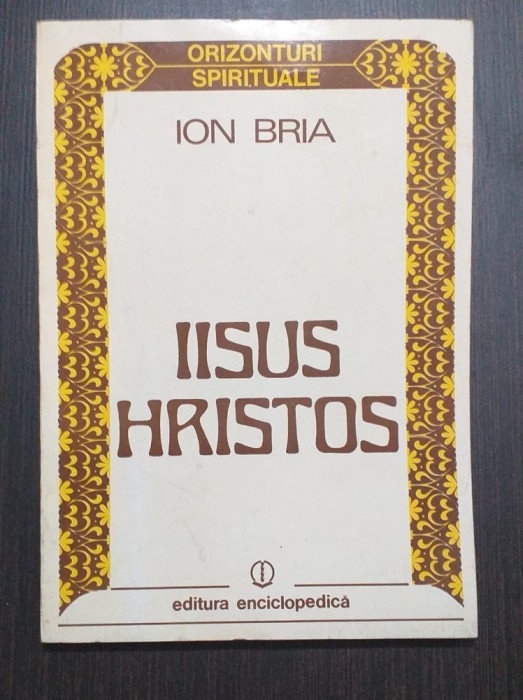 ORIZONTURI
SPIRITUALE
ION BRIA
IISUS
HRISTOS
editura enciclopedică